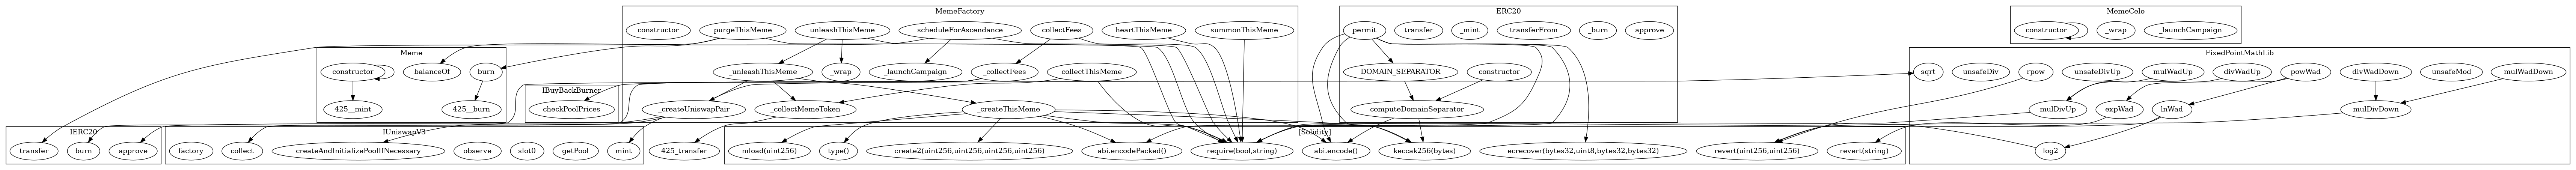 MemeFactory
ERC20
MemeCelo
constructor
purgeThisMeme
unleashThisMeme
scheduleForAscendance
collectFees
heartThisMeme
summonThisMeme
permit
transfer
_mint
transferFrom
_burn
approve
constructor
_wrap
_launchCampaign
Meme
FixedPointMathLib
constructor
balanceOf
burn
_unleashThisMeme
_wrap
_launchCampaign
_collectFees
collectThisMeme
DOMAIN_SEPARATOR
constructor
sqrt
unsafeDiv
rpow
unsafeDivUp
mulWadUp
divWadUp
powWad
divWadDown
unsafeMod
mulWadDown
IBuyBackBurner
425__mint
425__burn
checkPoolPrices
_createUniswapPair
_collectMemeToken
_createThisMeme
computeDomainSeparator
mulDivUp
expWad
lnWad
mulDivDown
IERC20
IUniswapV3
[Solidity]
transfer
burn
approve
factory
collect
createAndInitializePoolIfNecessary
observe
slot0
getPool
mint
425_transfer
mload(uint256)
type()
create2(uint256,uint256,uint256,uint256)
abi.encodePacked()
require(bool,string)
abi.encode()
keccak256(bytes)
ecrecover(bytes32,uint8,bytes32,bytes32)
revert(uint256,uint256)
revert(string)
log2